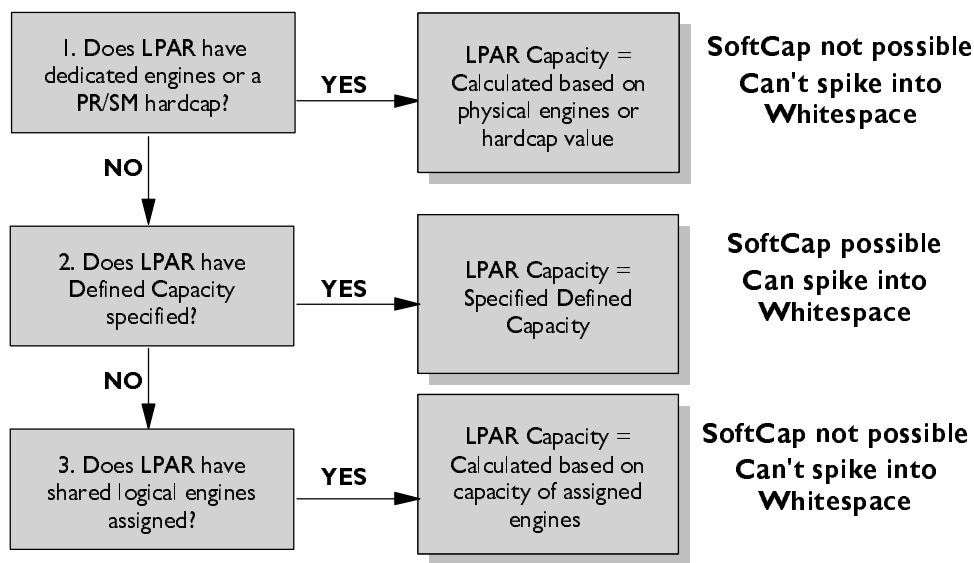 1. Does LPAR have
dedicated engines or a
PR/SM hardcap?
YES
LPAR Capacity =
Calculated based on
physical engines or
hardcap value
SoftCap not possible
Can't spike into
Whitespace
NO
2. Does LPAR have
Defined Capacity
specified?
YES
LPAR Capacity =
Specified Defined
Capacity
SoftCap possible
Can spike into
Whitespace
NO
3. Does LPAR have
shared logical engines
assigned?
YES
LPAR Capacity =
Calculated based on
capacity of assigned
engines
SoftCap not possible
Can't spike into
Whitespace